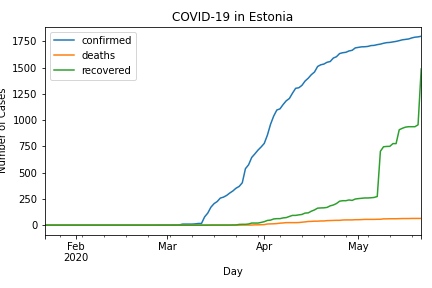 COVID-19 in Estonia
confirmed
deaths
recovered
1750
1500
1250
1000
750
500
250
0
Number of Cases
Feb
2020
Mar
Apr
May
Day